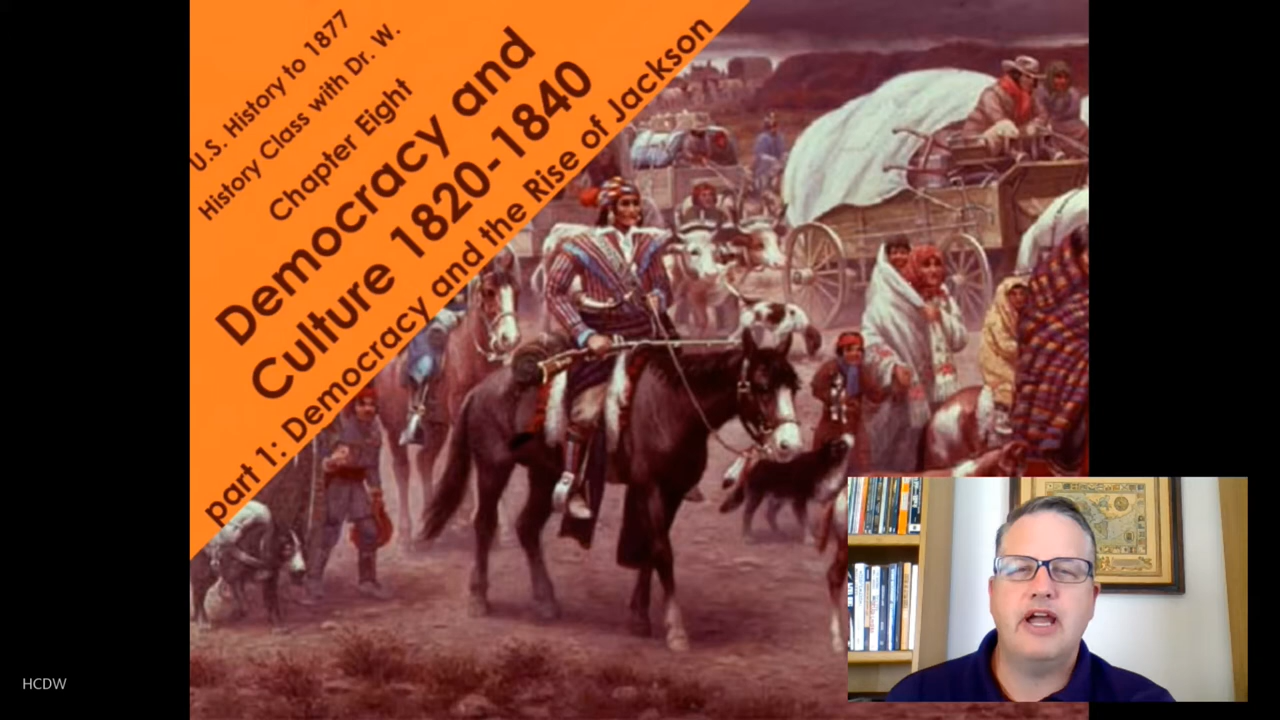 U.S. History to 1877
History Class with Dr. W.
Chapter Eight
Democracy and
Culture 1820-1840
part 1: Democracy and the Rise of Jackson
HCDW